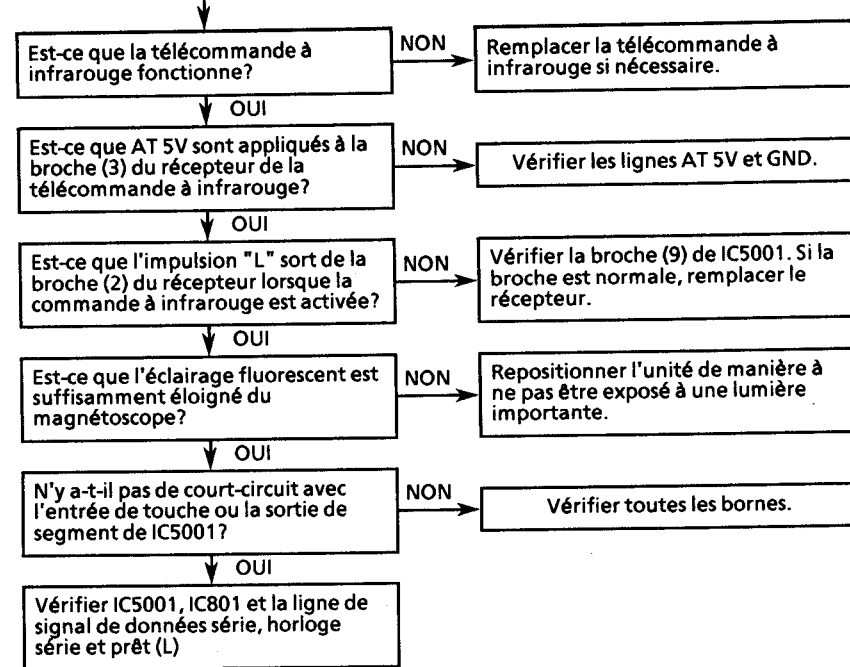 Est-ce que la télécommande à
infrarouge fonctionne?
NON
Remplacer la télécommande à
infrarouge si nécessaire.
OUI
Est-ce que AT 5V sont appliqués à la
broche (3) du récepteur de la
télécommande à infrarouge?
NON
Vérifier les lignes AT 5V et GND.
OUI
Est-ce que l'impulsion "L" sort de la
broche (2) du récepteur lorsque la
commande à infrarouge est activée?
NON
Vérifier la broche (9) de IC5001. Si la
broche est normale, remplacer le
récepteur.
OUI
Est-ce que l'éclairage fluorescent est
suffisamment éloigné du
magnétoscope?
NON
Repositionner l'unité de manière à
ne pas être exposé à une lumière
importante.
OUI
N'y a-t-il pas de court-circuit avec
l'entrée de touche ou la sortie de
segment de IC5001?
NON
Vérifier toutes les bornes.
OUI
Vérifier IC5001, IC801 et la ligne de
signal de données série, horloge
série et prêt (L)